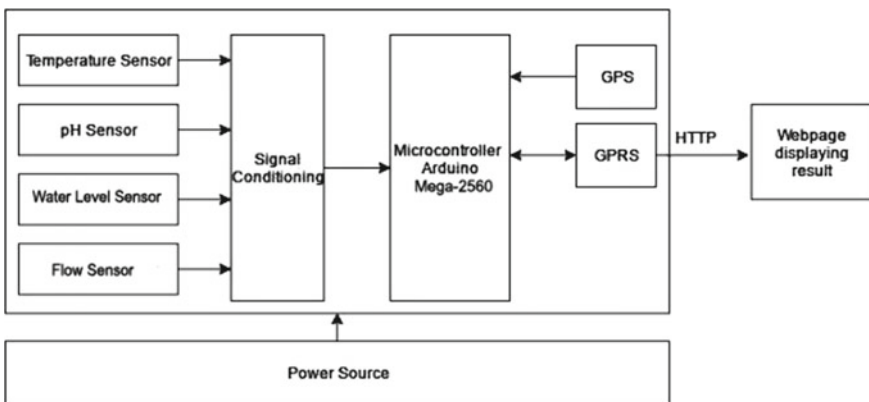 Temperature Sensor
pH Sensor
Water Level Sensor
Flow Sensor
Signal
Conditioning
Microcontroller
Arduino
Mega-2560
GPS
GPRS
HTTP
Webpage
displaying
result
Power Source